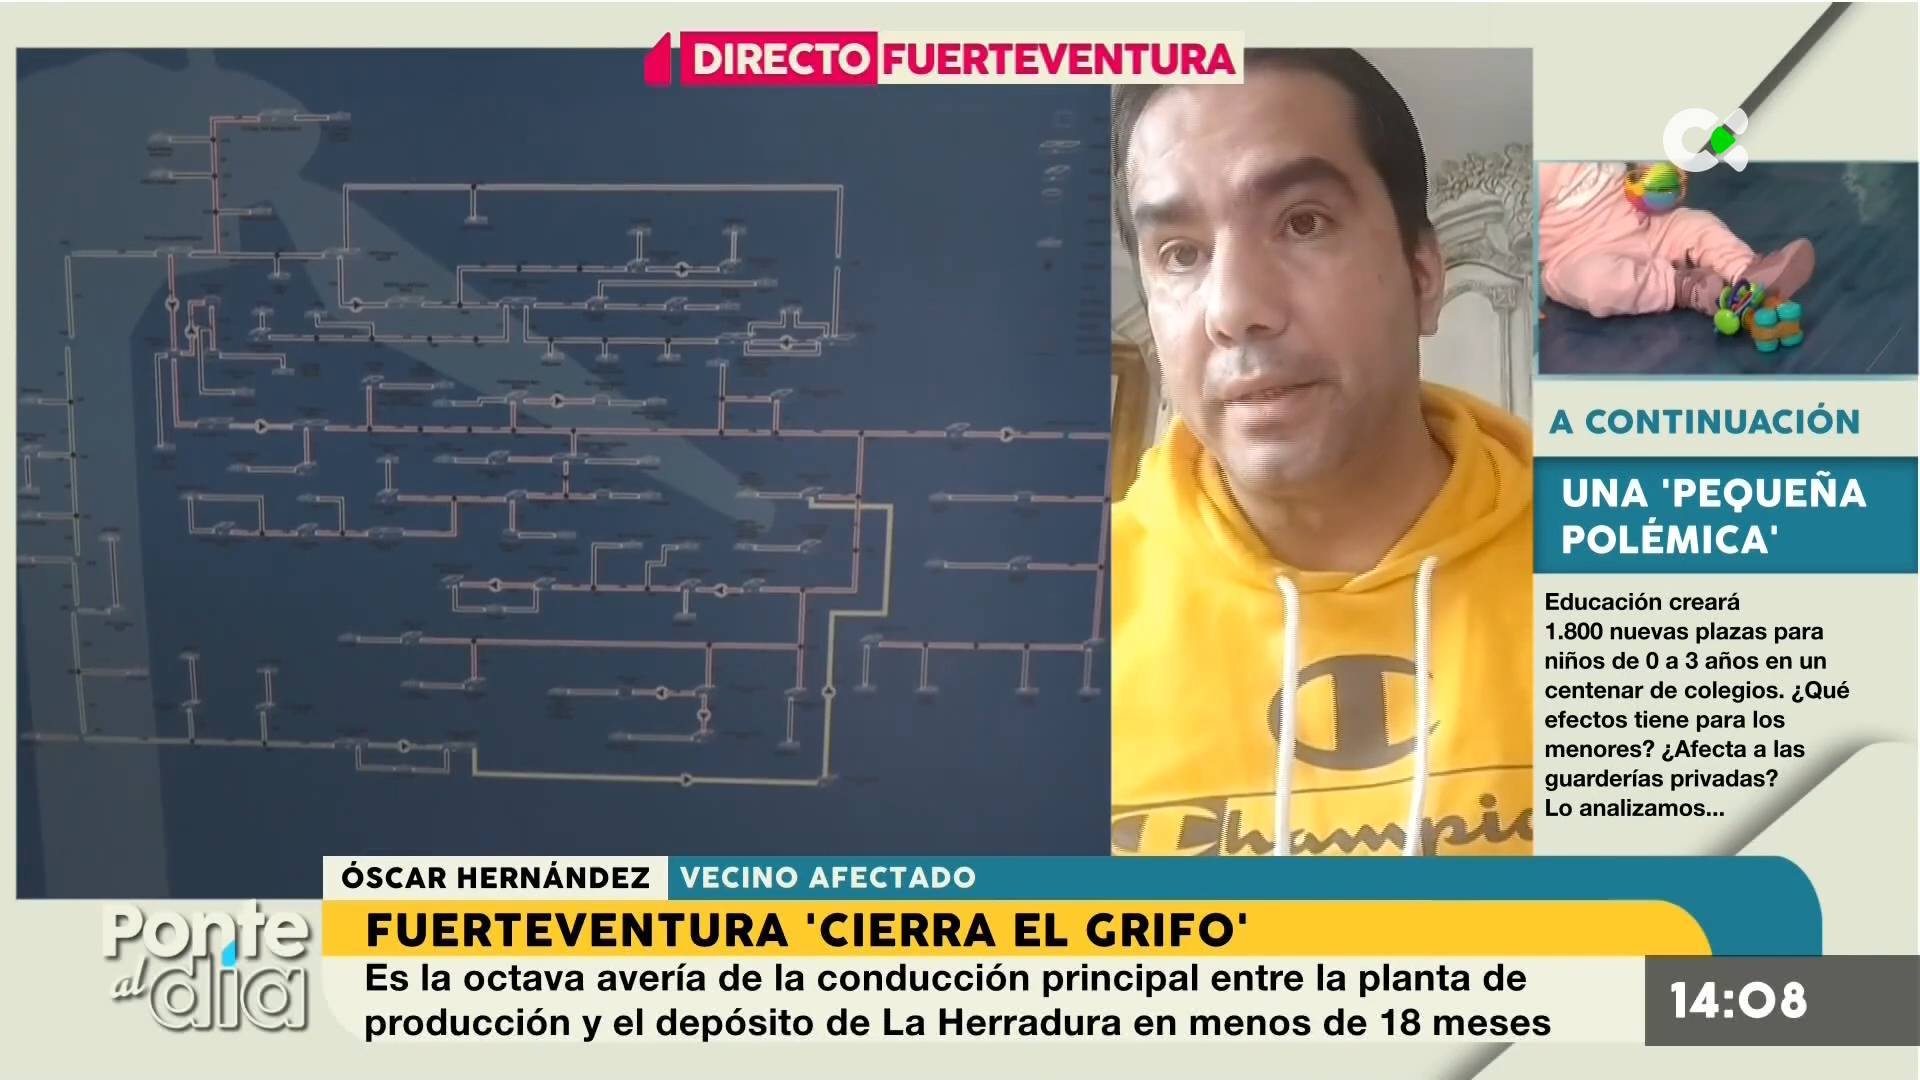 DIRECTO FUERTEVENTURA
A CONTINUACIÓN
UNA 'PEQUEÑA
POLÉMICA'
Educación creará
1.800 nuevas plazas para
niños de 0 a 3 años en un
centenar de colegios. ¿Qué
efectos tiene para los
menores? ¿Afecta a las
guarderías privadas?
Lo analizamos...
Champio
ÓSCAR HERNÁNDEZ VECINO AFECTADO
FUERTEVENTURA 'CIERRA EL GRIFO'
Es la octava avería de la conducción principal entre la planta de
producción y el depósito de La Herradura en menos de 18 meses
Ponte
al día
14:08